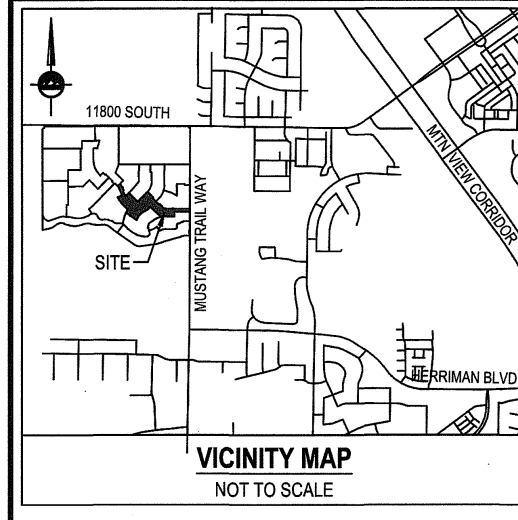 11800 SOUTH
MTN VIEW CORRIDOR
MUSTANG TRAIL WAY
SITE
HERRIMAN BLVD
VICINITY MAP
NOT TO SCALE